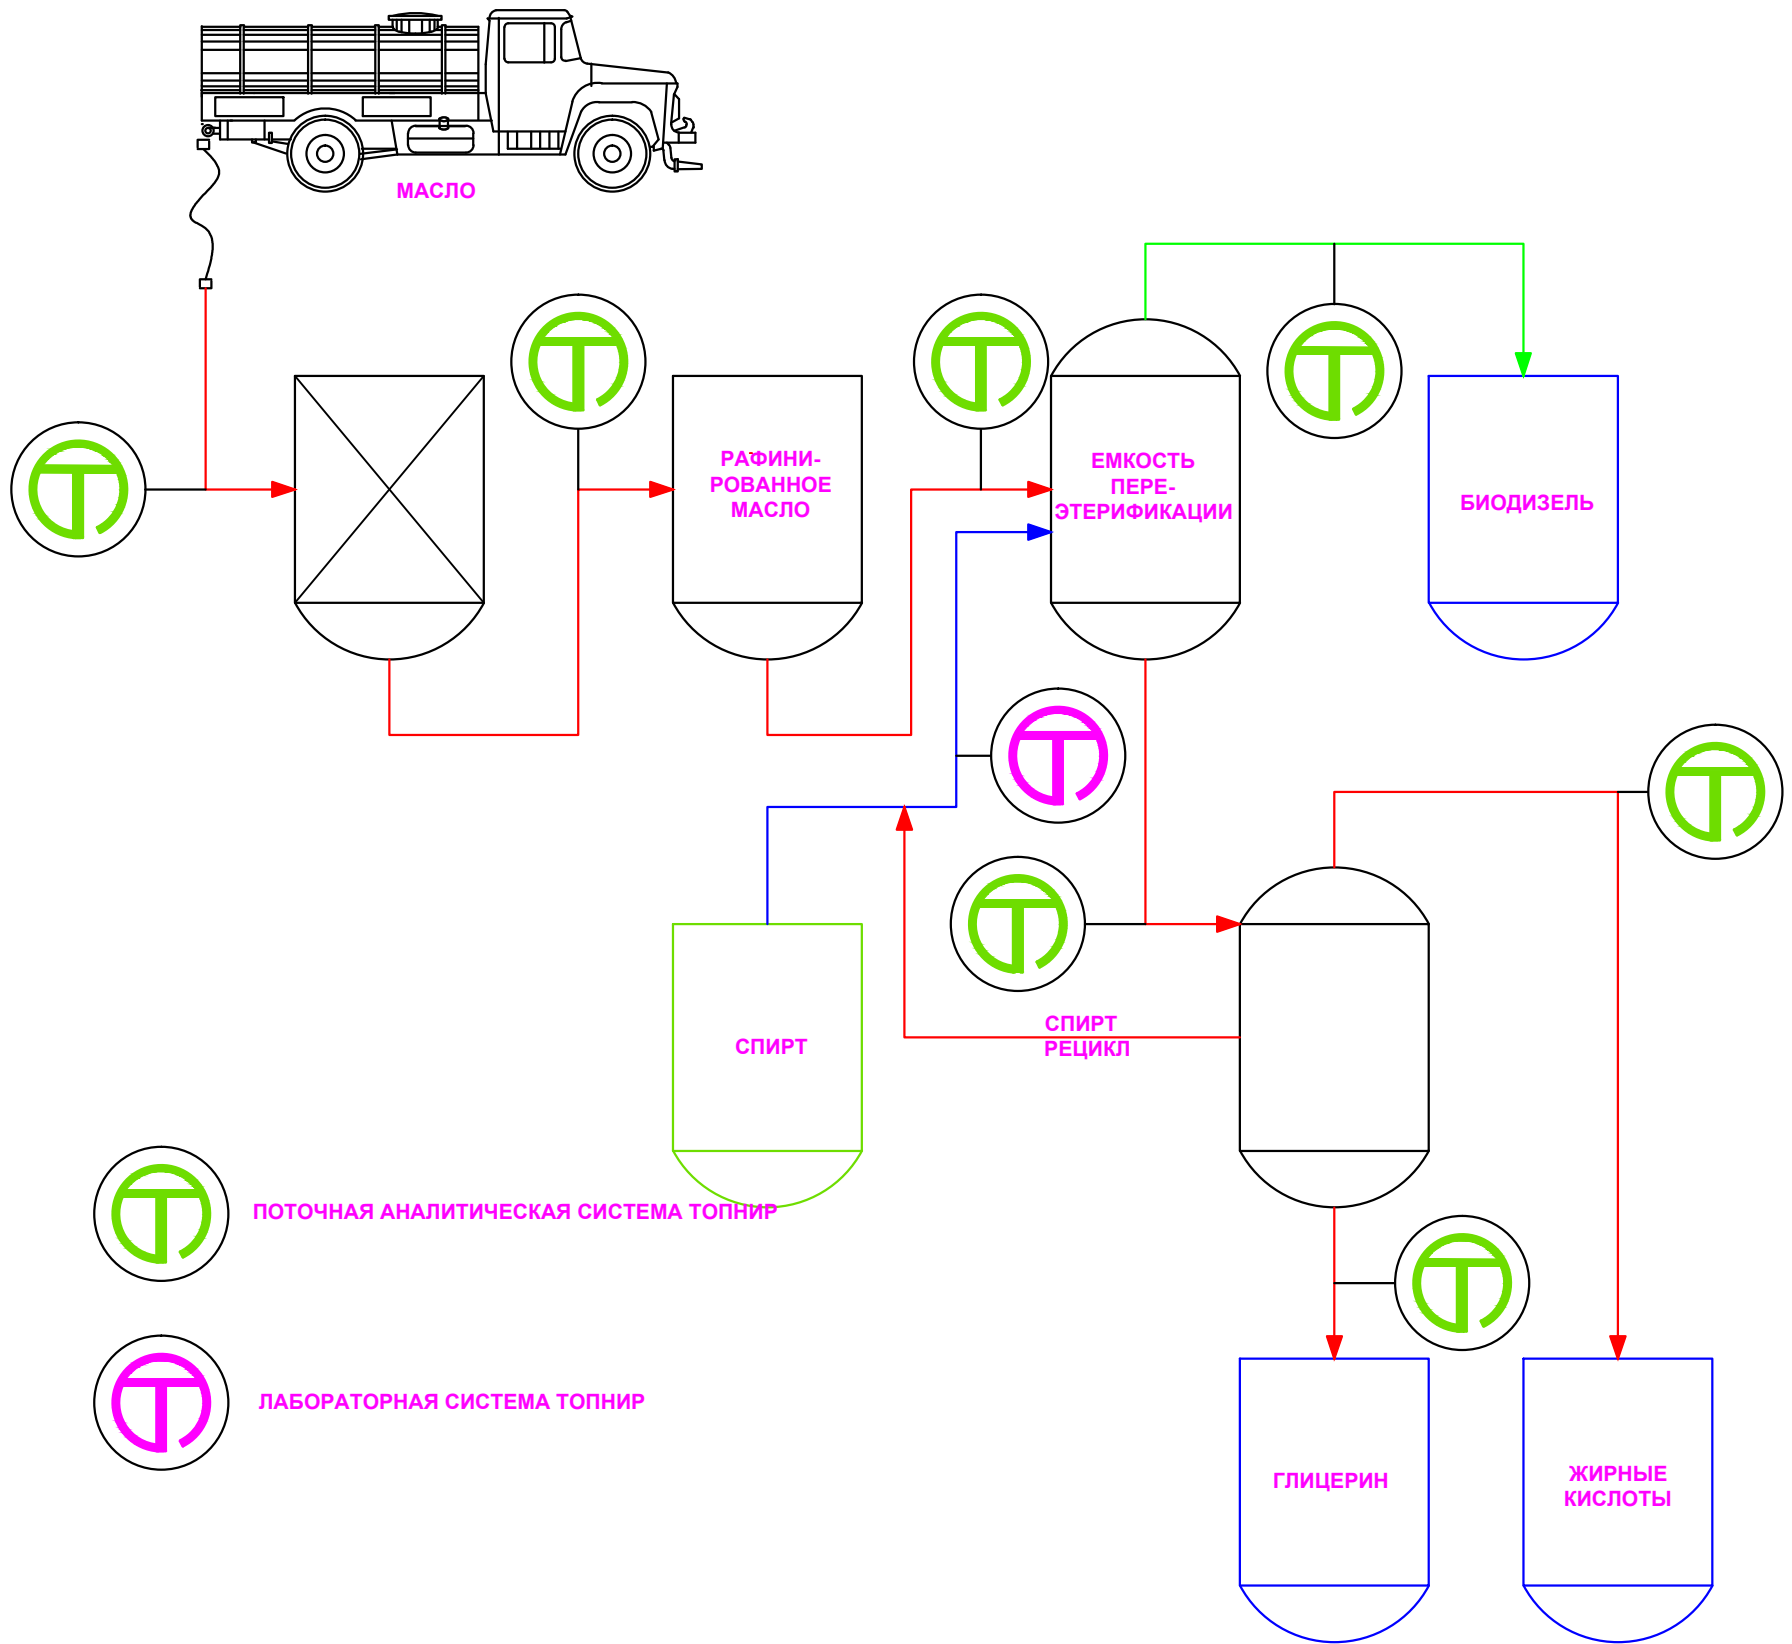 МАСЛО
РАФИНИ-
РОВАННОЕ
МАСЛО
ЕМКОСТЬ
ПЕРЕ-
ЭТЕРИФИКАЦИИ
БИОДИЗЕЛЬ
СПИРТ
РЕЦИКЛ
СПИРТ
ПОТОЧНАЯ АНАЛИТИЧЕСКАЯ СИСТЕМА ТОПНИР
ЛАБОРАТОРНАЯ СИСТЕМА ТОПНИР
ГЛИЦЕРИН
ЖИРНЫЕ
КИСЛОТЫ